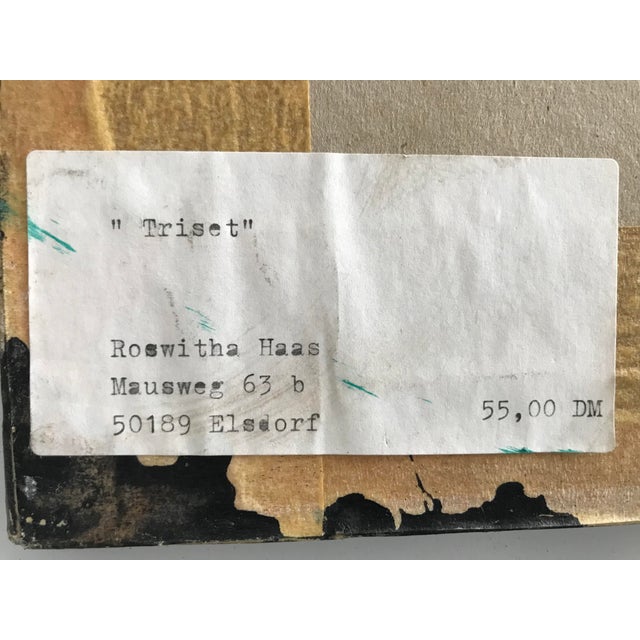 " Triset"
Roswitha Haas
Mausweg 63 b
50189 Elsdorf
55,00 DM